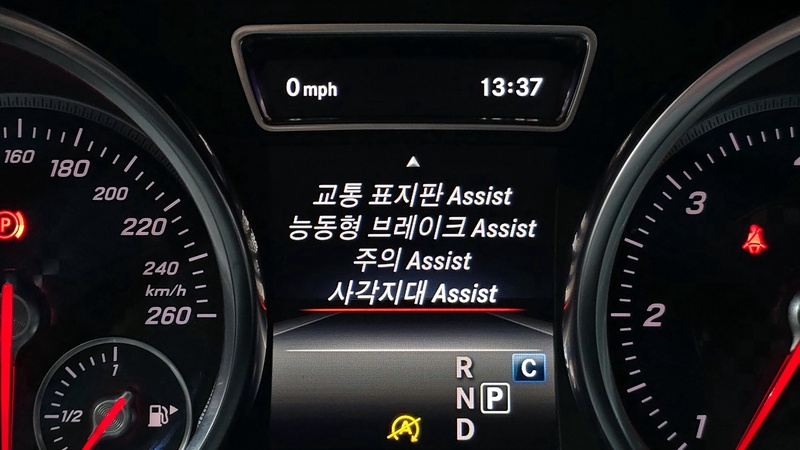 0 mph 13:37
교통 표지판 Assist
능동형 브레이크 Assist
주의 Assist
사각지대 Assist
R C
N P
D
160
180
200
220
240
km/h
260
1
1/2
P
3
2
1
A